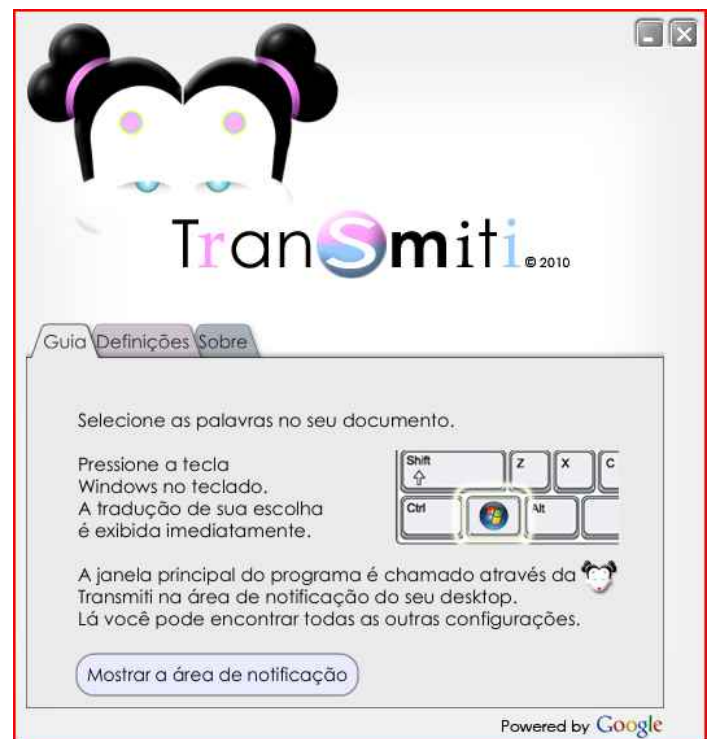 TranSmiti © 2010
Guia Definições Sobre
Selecione as palavras no seu documento.
Pressione a tecla
Windows no teclado.
A tradução de sua escolha
é exibida imediatamente.
Shift Z X C
Ctrl Alt
A janela principal do programa é chamado através da
Transmiti na área de notificação do seu desktop.
Lá você pode encontrar todas as outras configurações.
Mostrar a área de notificação
Powered by Google